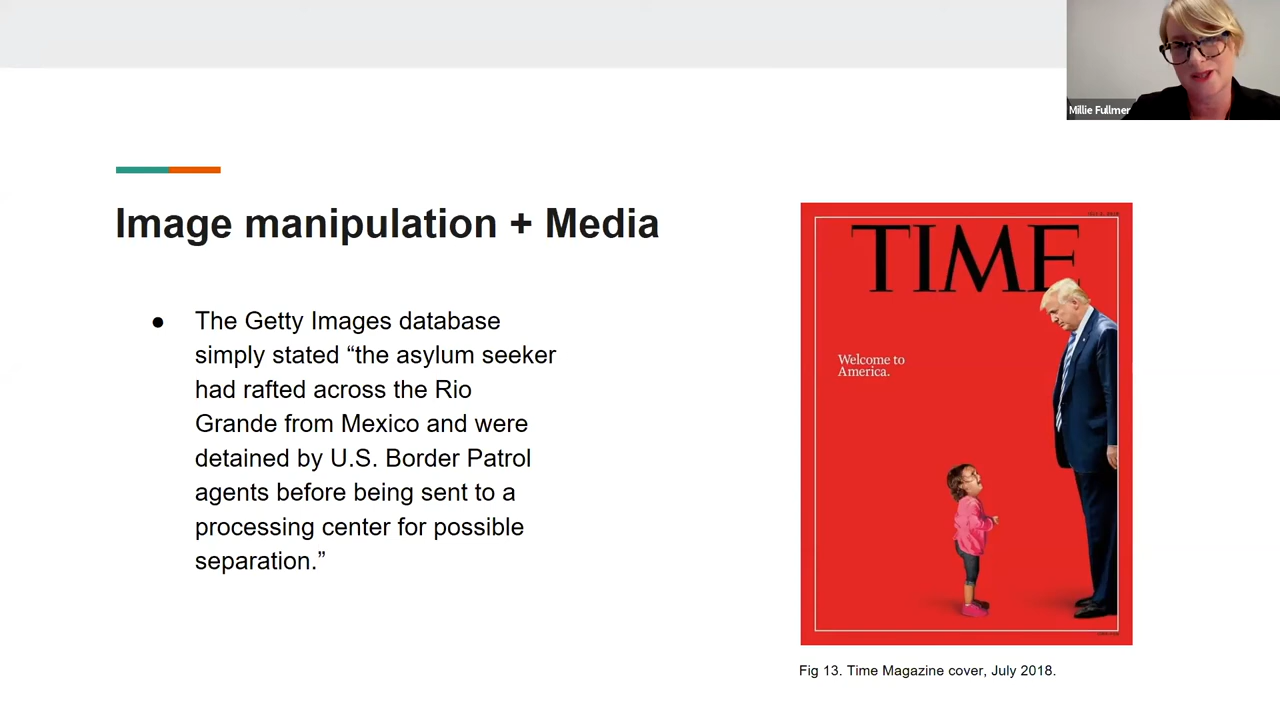 Millie Fullmer
Image manipulation + Media
● The Getty Images database
simply stated “the asylum seeker
had rafted across the Rio
Grande from Mexico and were
detained by U.S. Border Patrol
agents before being sent to a
processing center for possible
separation.”
TIME
Welcome to
America.
Fig 13. Time Magazine cover, July 2018.